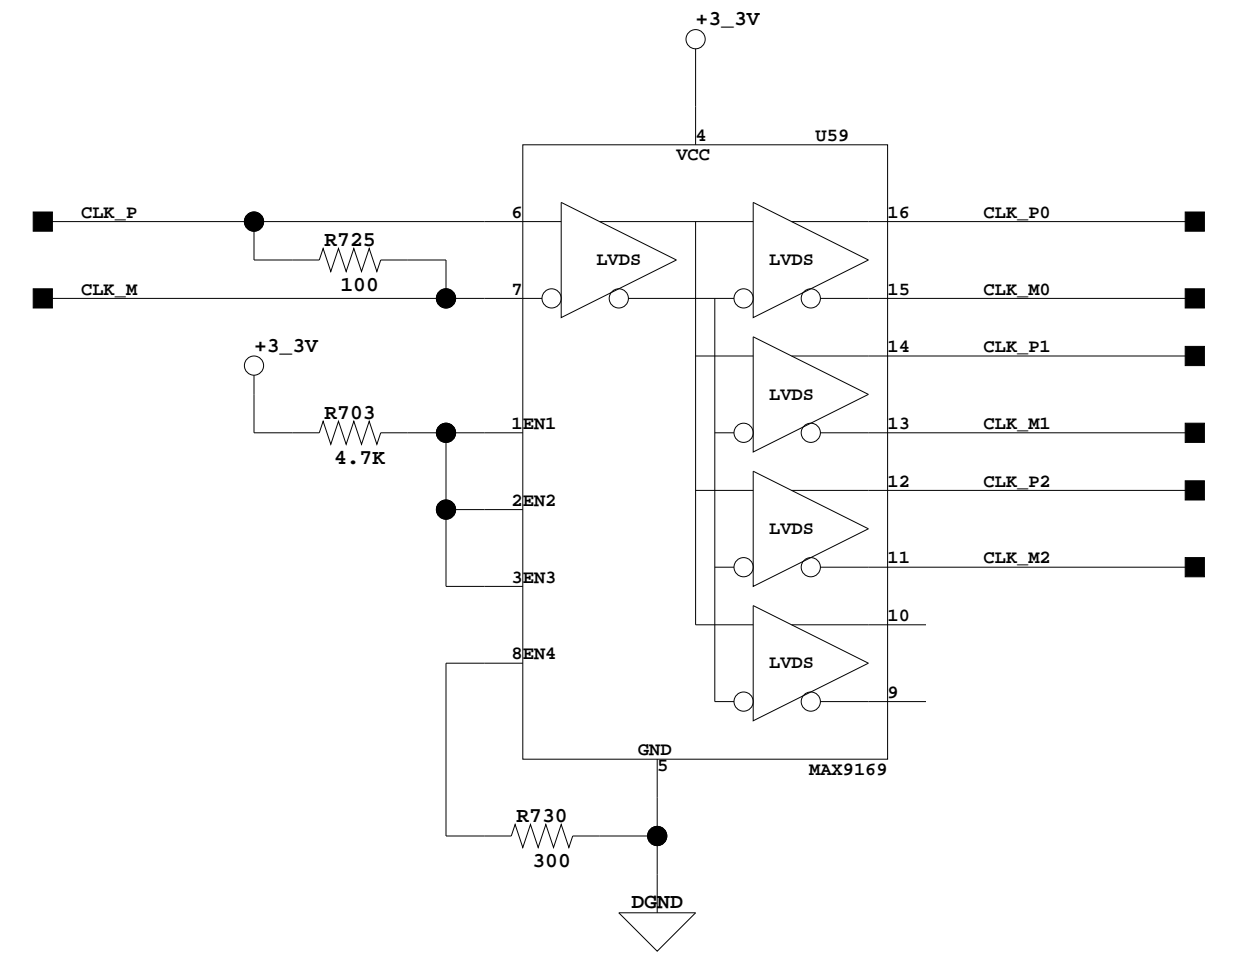 +3_3V
4
U59
VCC
CLK_P
6
16
CLK_P0
R725
LVDS
LVDS
100
CLK_M
7
15
CLK_M0
+3_3V
14
CLK_P1
LVDS
R703
1EN1
13
CLK_M1
4.7K
12
CLK_P2
2EN2
LVDS
11
CLK_M2
3EN3
10
8EN4
LVDS
9
GND
5
MAX9169
R730
300
DGND